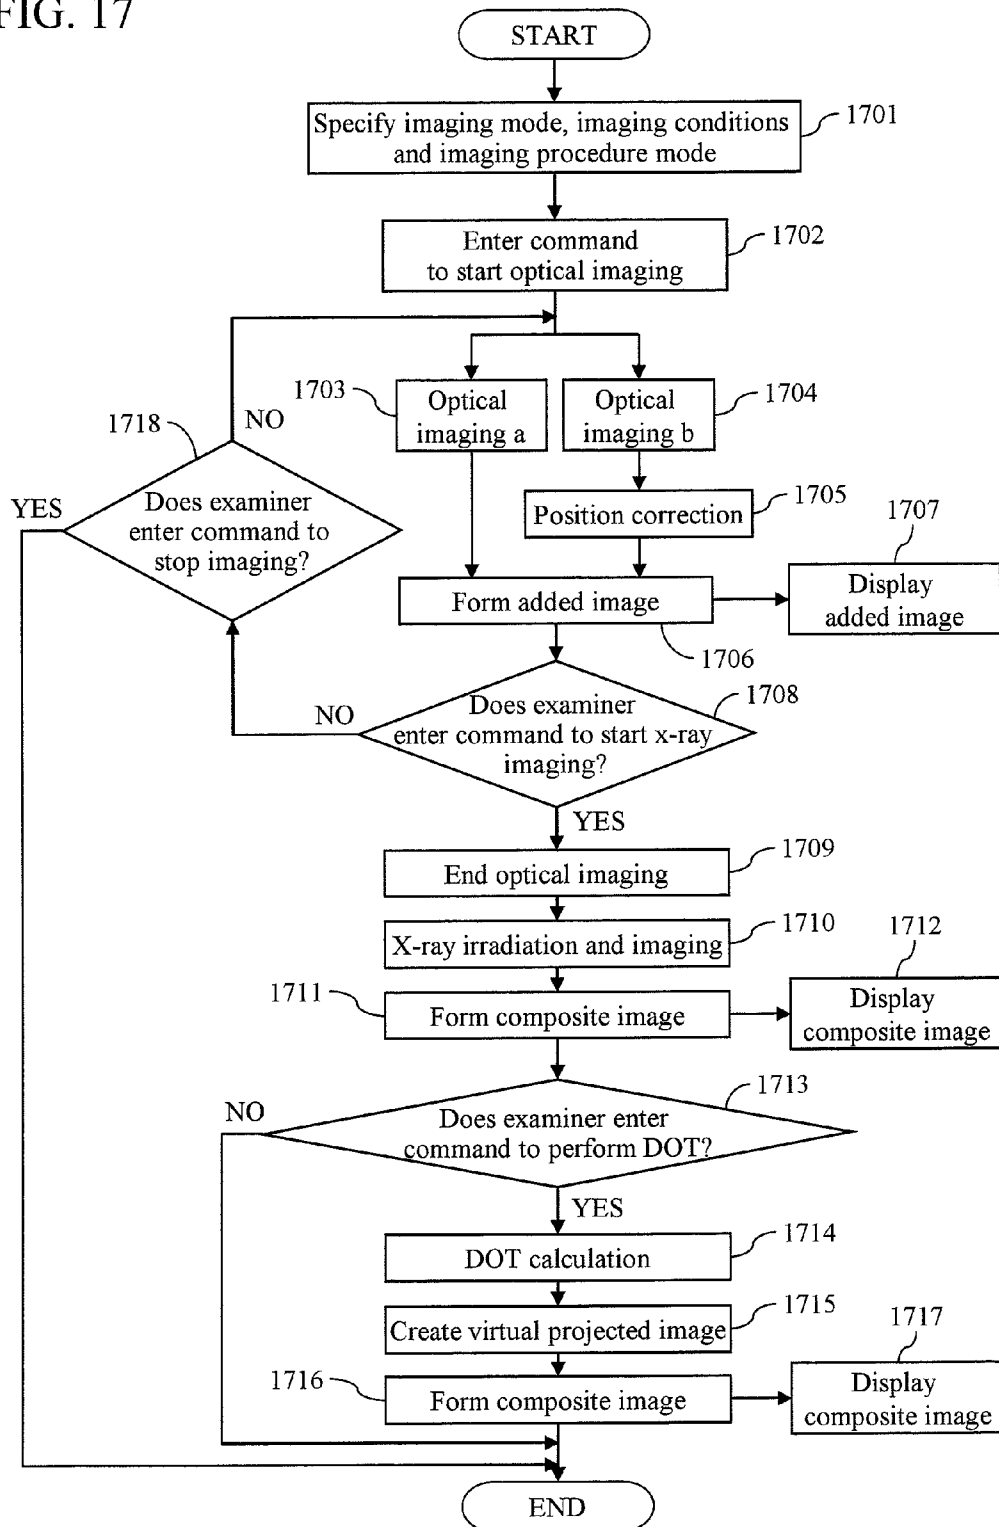 FIG. 17
START
Specify imaging mode, imaging conditions
and imaging procedure mode
1701
Enter command
to start optical imaging
1702
1703
Optical
imaging a
Optical
imaging b
1704
1718
NO
YES
Does examiner
enter command to
stop imaging?
Position correction
1705
1707
Form added image
Display
added image
1706
1708
NO
Does examiner
enter command to start x-ray
imaging?
YES
End optical imaging
1709
X-ray irradiation and imaging
1710
1712
1711
Form composite image
Display
composite image
1713
NO
Does examiner enter
command to perform DOT?
YES
DOT calculation
1714
Create virtual projected image
1715
1717
1716
Form composite image
Display
composite image
END